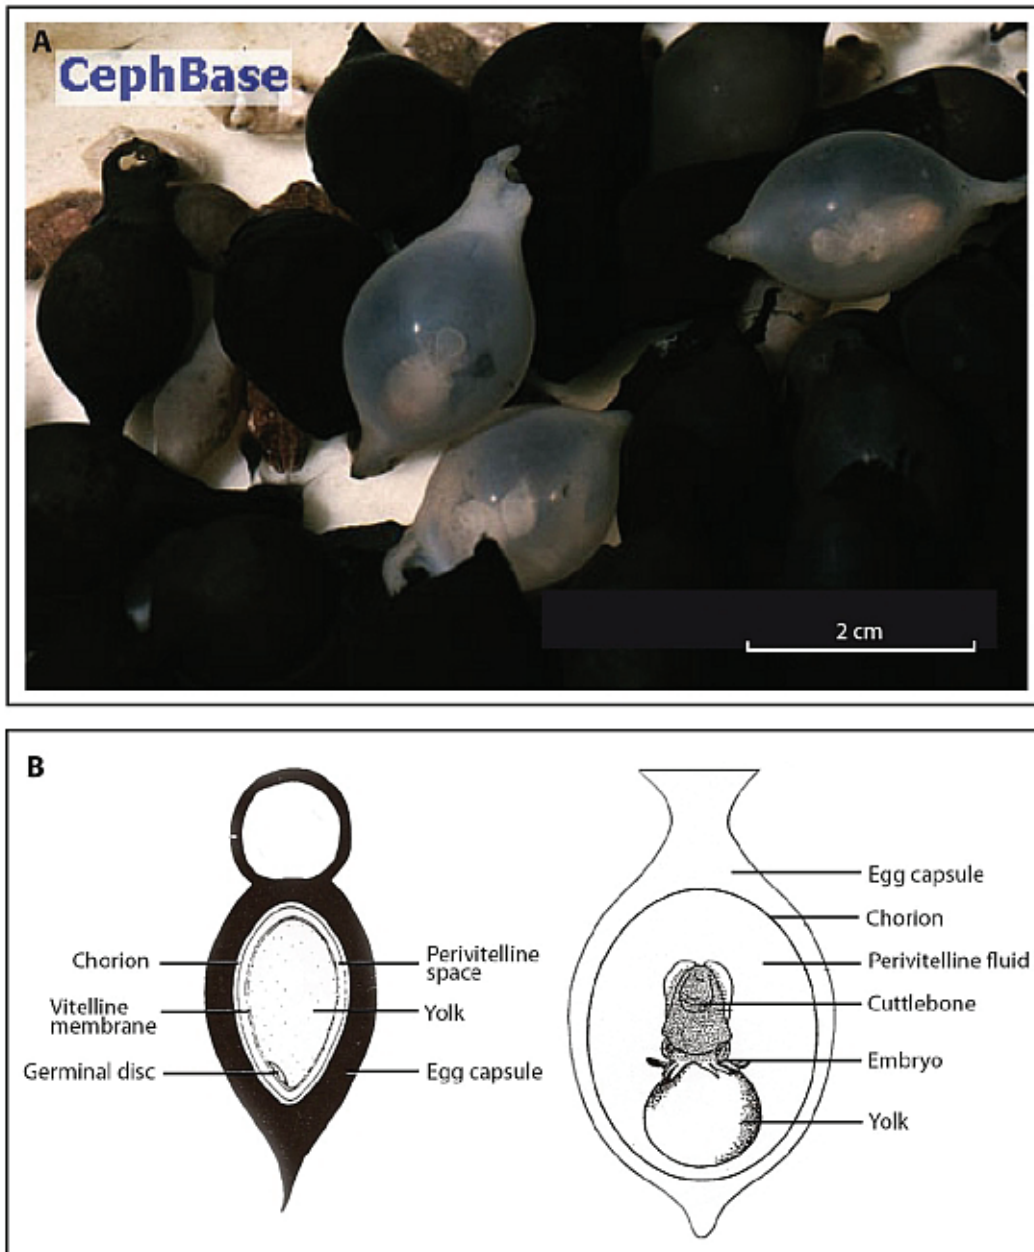 A
CephBase
2 cm
B
Chorion
Vitelline
membrane
Germinal disc
Perivitelline
space
Yolk
Egg capsule
Egg capsule
Chorion
Perivitelline fluid
Cuttlebone
Embryo
Yolk